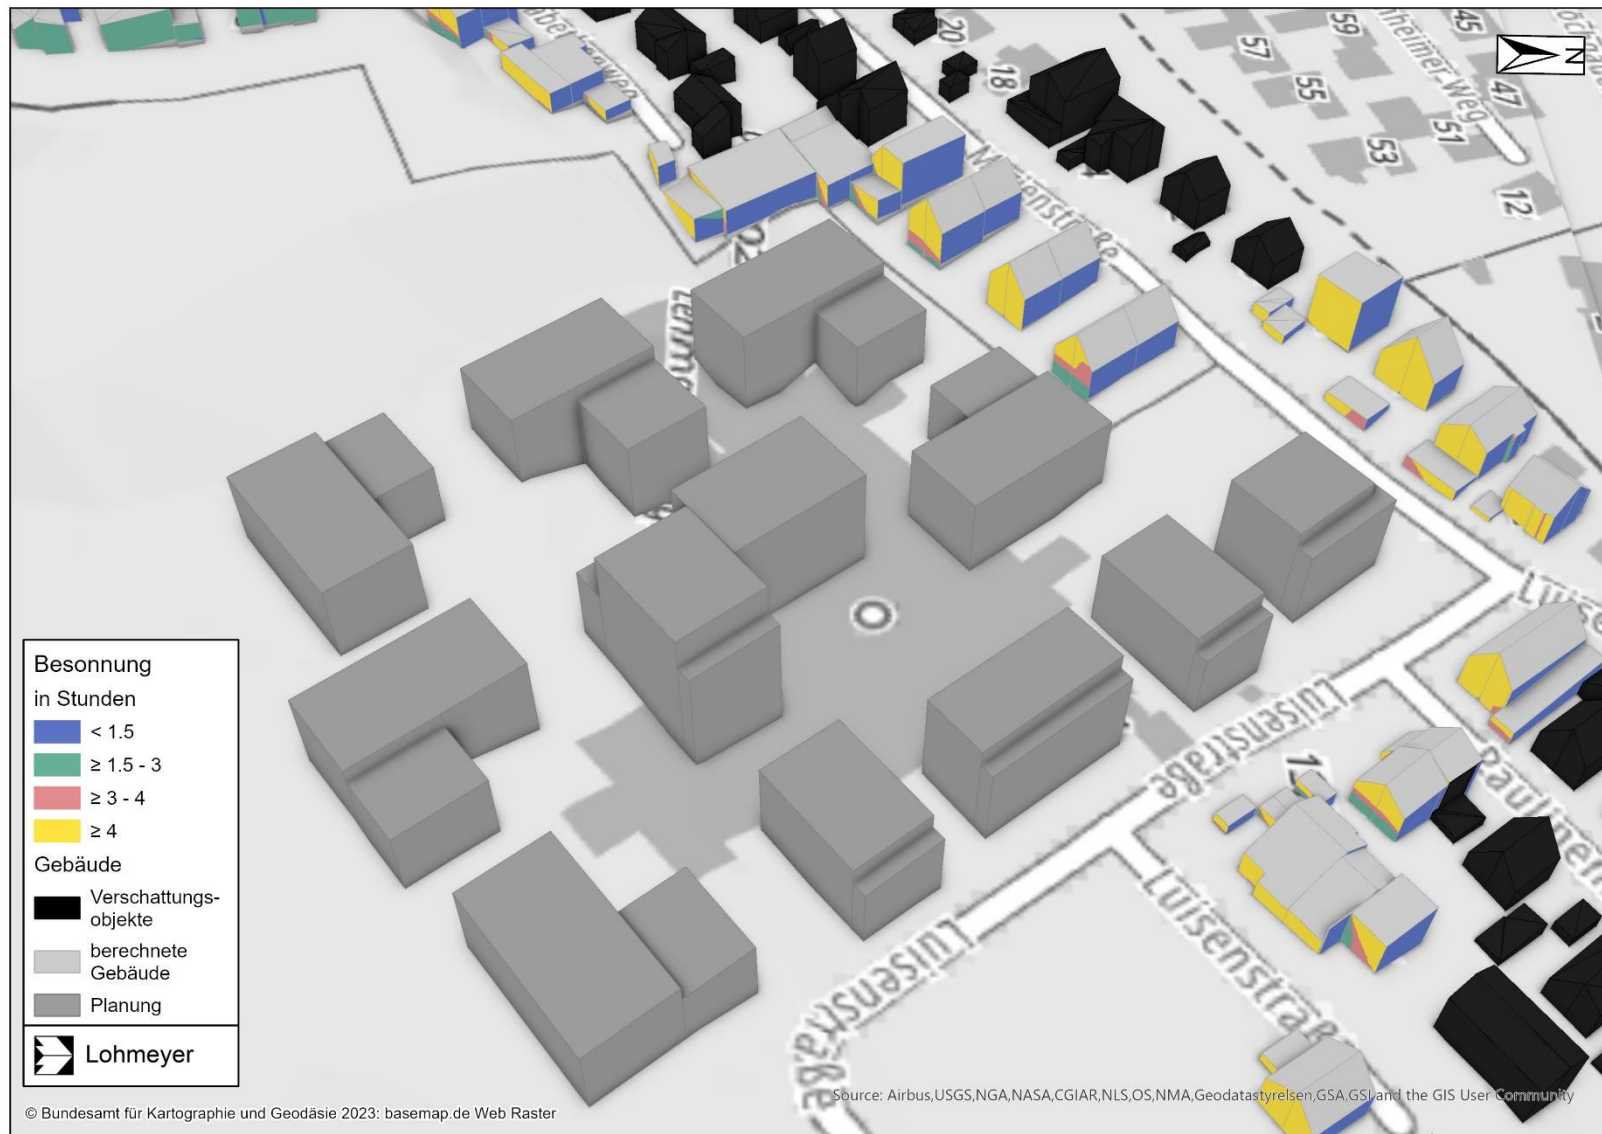 20
18
57
59
45
55
47
53
51
12
N
Marienstraße
Besonnung
in Stunden
< 1.5
≥ 1.5 - 3
≥ 3 - 4
≥ 4
Gebäude
Verschattungs-
objekte
berechnete
Gebäude
Planung
Lohmeyer
Luisenstraße
Luisenstraße
Luisenstraße
© Bundesamt für Kartographie und Geodäsie 2023: basemap.de Web Raster
Source: Airbus,USGS,NGA,NASA,CGIAR,NLS,OS,NMA,Geodatastyrelsen,GSA,GSI and the GIS User Community